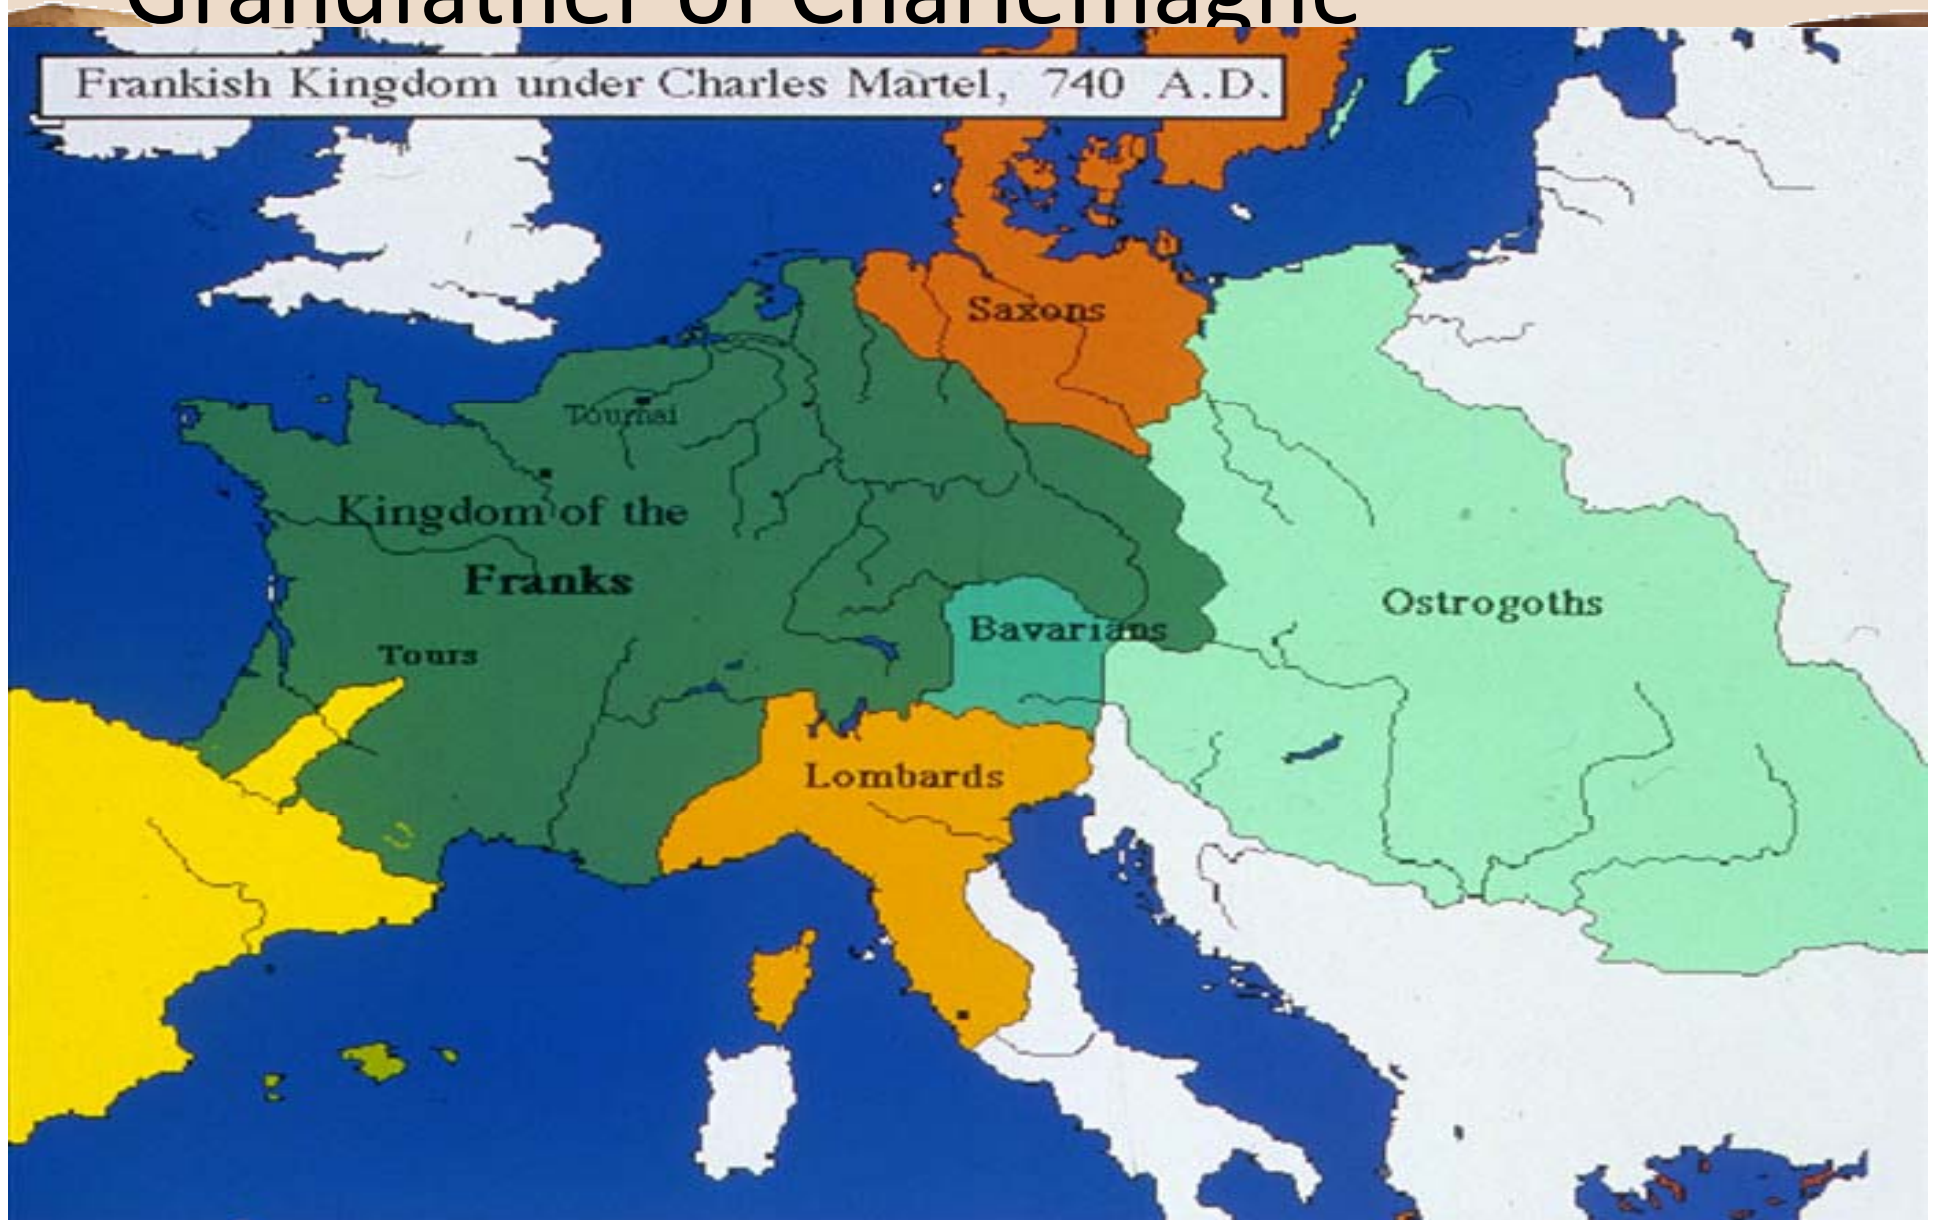 Grandfather of Charlemagne
Frankish Kingdom under Charles Martel, 740 A.D.
Saxons
Tournai
Kingdom of the
Franks
Ostrogoths
Bavarians
Tours
Lombards